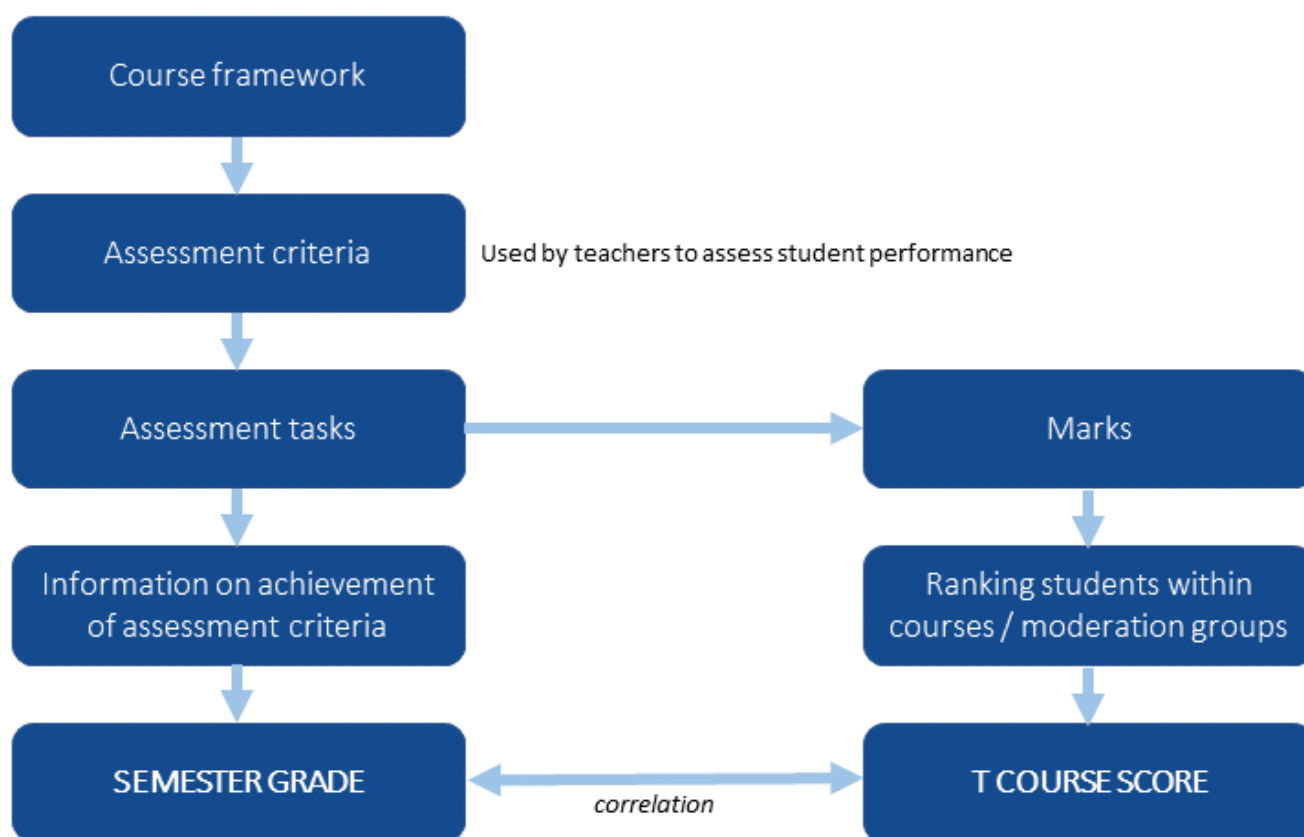 Course framework
Assessment criteria
Used by teachers to assess student performance
Assessment tasks
Marks
Information on achievement
of assessment criteria
Ranking students within
courses / moderation groups
SEMESTER GRADE
correlation
T COURSE SCORE